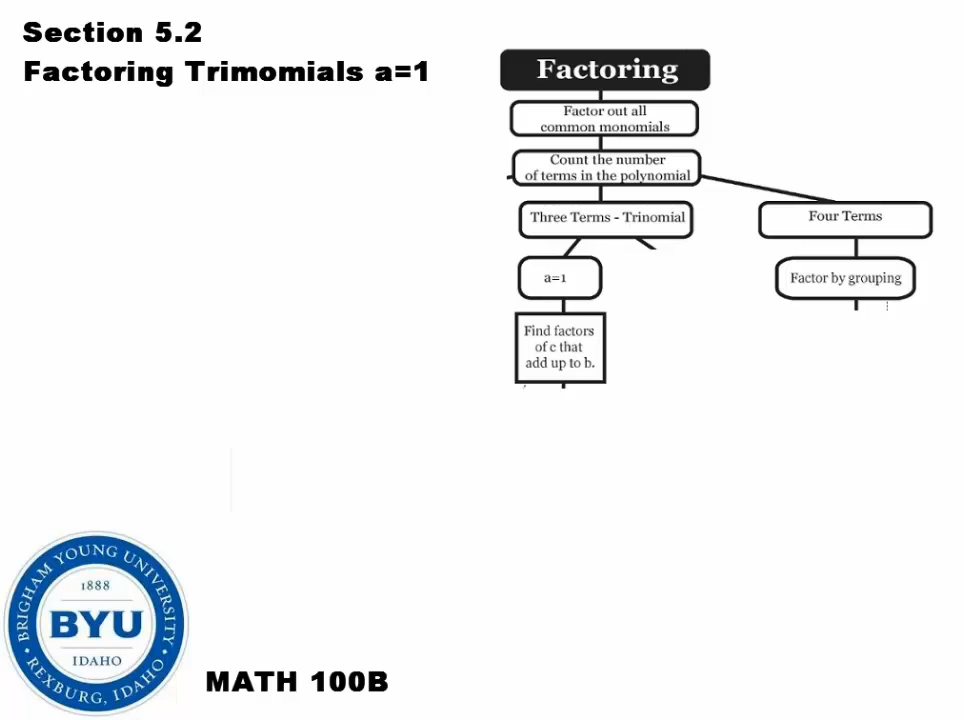 Section 5.2
Factoring Trimomials a=1
Factoring
Factor out all
common monomials
Count the number
of terms in the polynomial
Three Terms - Trinomial
Four Terms
a=1
Factor by grouping
Find factors
of c that
add up to b.
BRIGHAM YOUNG UNIVERSITY
1888
BYU
IDAHO
REXBURG, IDAHO
MATH 100B